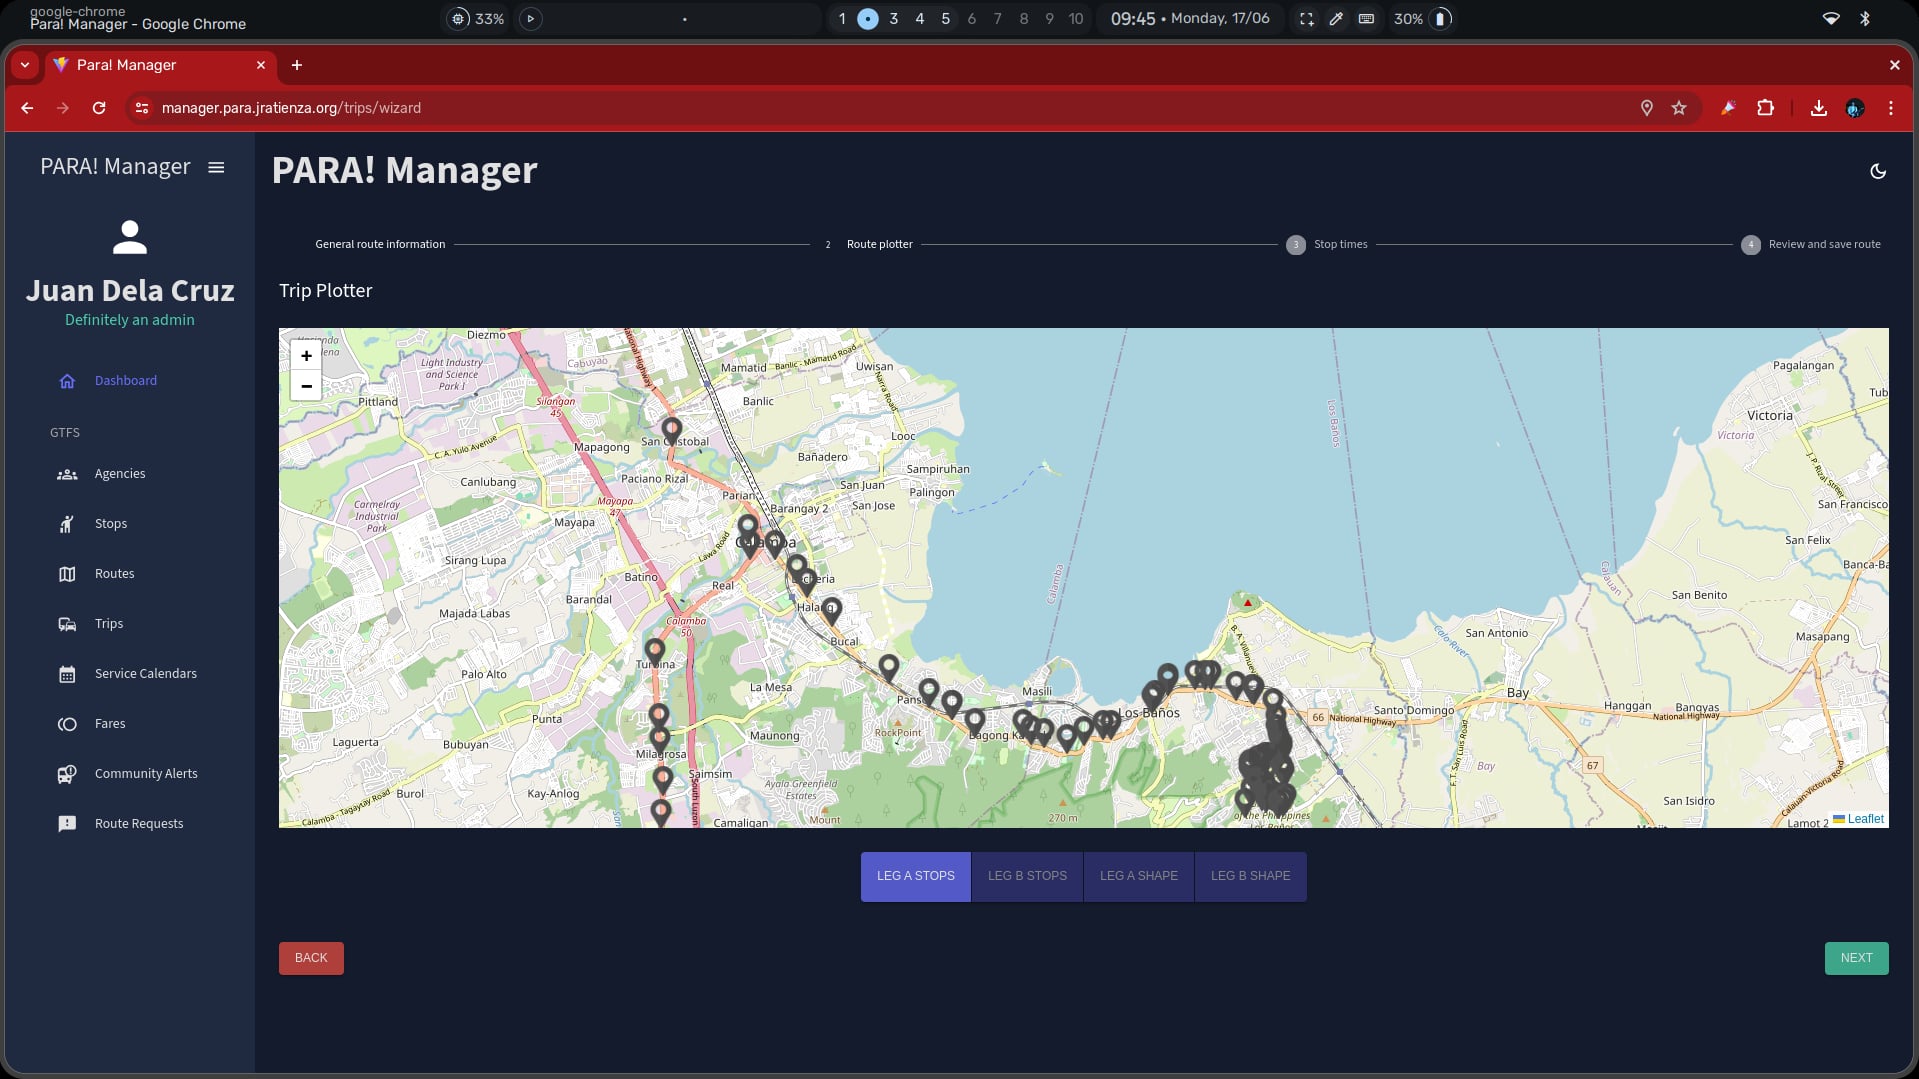 google-chrome
Para! Manager - Google Chrome
33%
1 3 4 5 6 7 8 9 10
09:45 • Monday, 17/06
30%
Para! Manager
manager.para.jratienza.org/trips/wizard
PARA! Manager
Juan Dela Cruz
Definitely an admin
Dashboard
GTFS
Agencies
Stops
Routes
Trips
Service Calendars
Fares
Community Alerts
Route Requests
PARA! Manager
General route information
2 Route plotter
3 Stop times
4 Review and save route
Trip Plotter
+
−
Diezmo
Light Industry
and Science
Park I
Cabuyao
National Highway 1
Mamatid
Banlic - Mamatid Road
Uwisan
Narra Road
Pittland
Silangan
45
Banlic
Looc
C. A. Yulo Avenue
Mapagong
Bañadero
Sampiruhan
Canlubang
Paciano Rizal
San Juan
Palingon
Carmelray
Industrial
Park
Mayapa
47
Parian
Barangay 2
San Jose
Mayapa
Lawa Road
Sirang Lupa
Batino
Real
Barandal
Majada Labas
Calamba
50
Halang
Bucal
Turbina
Palo Alto
La Mesa
Masili
Punta
Los Baños
RockPoint
Laguerta
Bubuyan
Milagrosa
Maunong
Saimsim
Ayala Greenfield
Estates
Burol
Kay-Anlog
Calamba - Tagaytay Road
Camaligan
South Luzon
Mount
270 m
of the Philippines
Los Baños
Calamba
Calauan
Pagalangan
Victoria
Victoria
Tub
J. P. Rizal Street
San Francisco
San Felix
Banca-Ba
San Benito
Masapang
San Antonio
Calo River
B. A. Villanueva
Bay
Santo Domingo
66
National Highway
Hanggan
Bangyas
National Highway
F. T. San Luis Road
Bay
67
San Isidro
Calauan-Victoria Road
Lamot 2
Leaflet
LEG A STOPS
LEG B STOPS
LEG A SHAPE
LEG B SHAPE
BACK
NEXT